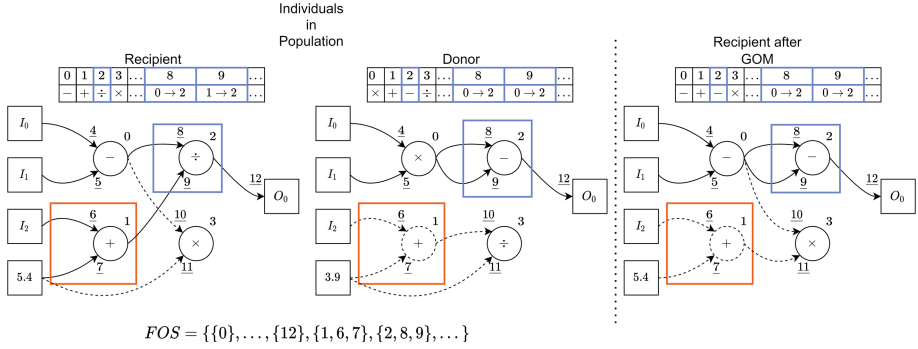 Individuals
in
Population
Recipient
0 1 2 3 ... 8 9 ...
− + ÷ × ... 0 → 2 1 → 2 ...
Donor
0 1 2 3 ... 8 9 ...
× + − ÷ ... 0 → 2 0 → 2 ...
Recipient after
GOM
0 1 2 3 ... 8 9 ...
− + − × ... 0 → 2 0 → 2 ...
I₀ 4 0 8 2
− ÷
I₁ 5 9 12 O₀
I₂ 6 1 10 3
+ ×
5.4 7 11
I₀ 4 0 8 2
× −
I₁ 5 9 12 O₀
I₂ 6 1 10 3
+ ÷
3.9 7 11
I₀ 4 0 8 2
− −
I₁ 5 9 12 O₀
I₂ 6 1 10 3
+ ×
5.4 7 11
FOS = {{0}, ..., {12}, {1, 6, 7}, {2, 8, 9}, ...}